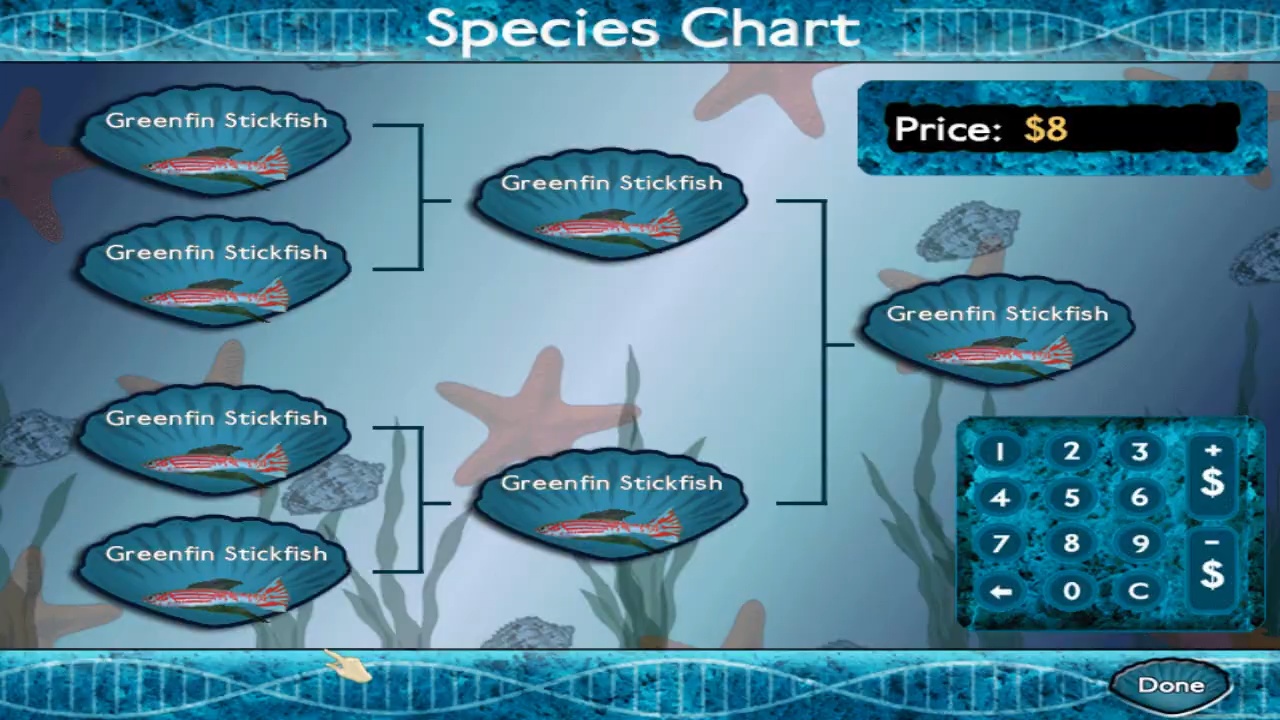 Species Chart
Greenfin Stickfish
Price: $8
Greenfin Stickfish
Greenfin Stickfish
Greenfin Stickfish
Greenfin Stickfish
Greenfin Stickfish
Greenfin Stickfish
1 2 3 + $
4 5 6
7 8 9 - $
← 0 C
Done